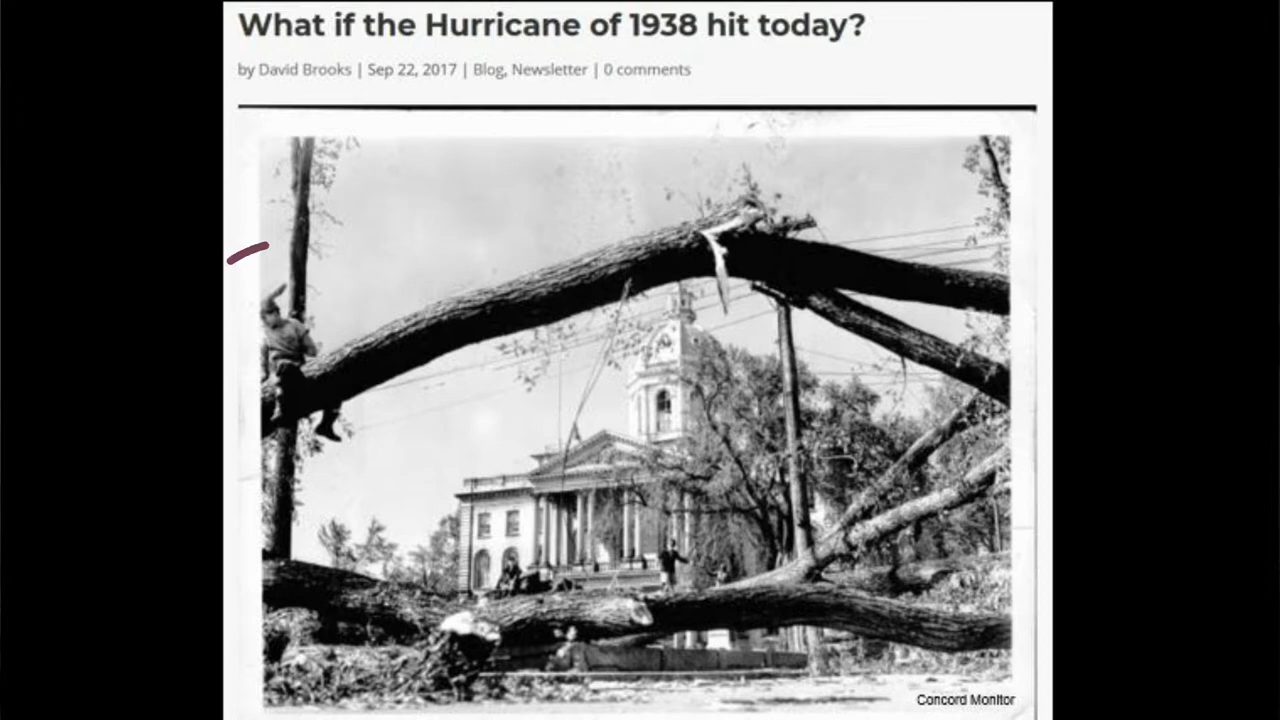 What if the Hurricane of 1938 hit today?
by David Brooks | Sep 22, 2017 | Blog, Newsletter | 0 comments
Concord Monitor